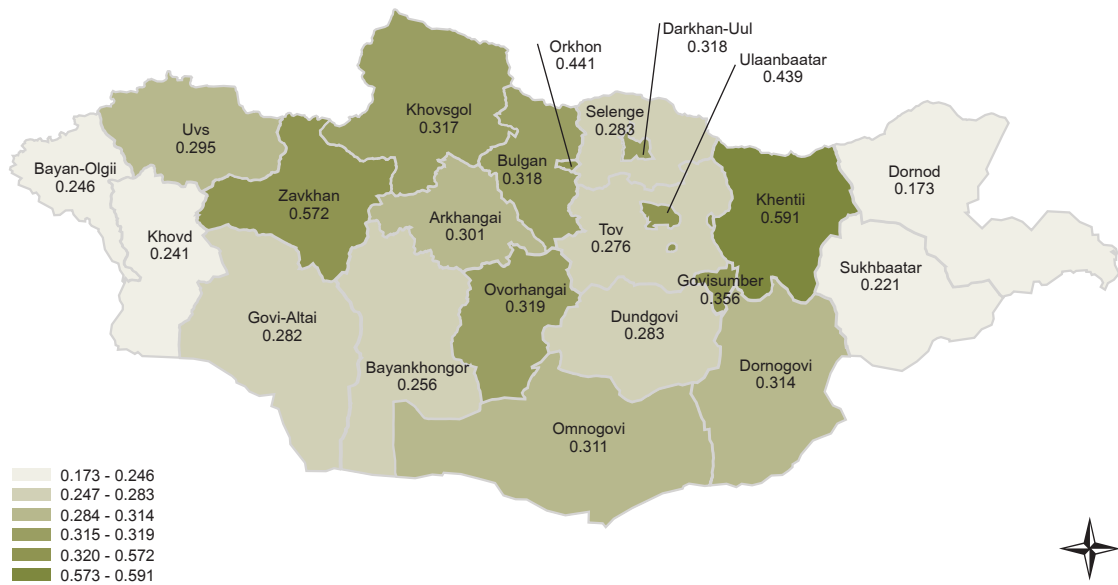 Darkhan-Uul
0.318
Orkhon
0.441
Ulaanbaatar
0.439
Khovsgol
0.317
Selenge
0.283
Uvs
0.295
Bulgan
0.318
Bayan-Olgii
0.246
Dornod
0.173
Zavkhan
0.572
Khentii
0.591
Arkhangai
0.301
Khovd
0.241
Tov
0.276
Sukhbaatar
0.221
Govisumber
0.356
Ovorhangai
0.319
Govi-Altai
0.282
Dundgovi
0.283
Bayankhongor
0.256
Dornogovi
0.314
Omnogovi
0.311
0.173 - 0.246
0.247 - 0.283
0.284 - 0.314
0.315 - 0.319
0.320 - 0.572
0.573 - 0.591